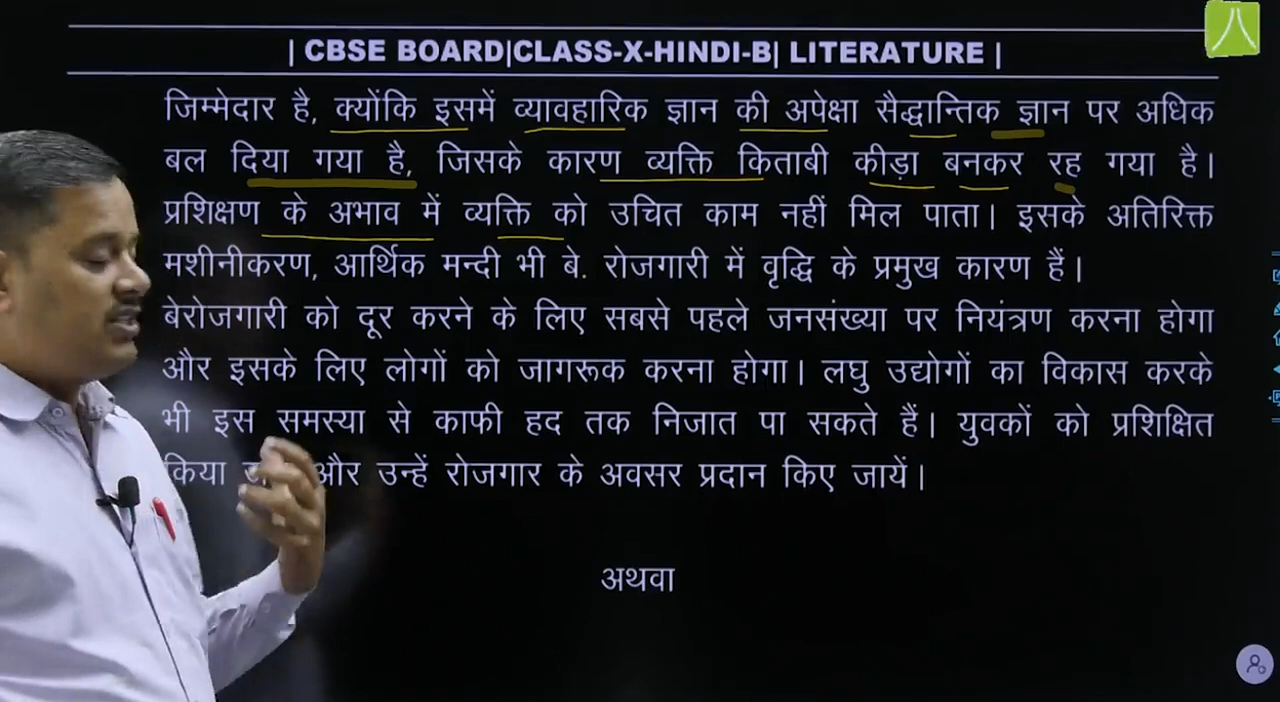 | CBSE BOARD|CLASS-X-HINDI-B| LITERATURE |
जिम्मेदार है, क्योंकि इसमें व्यावहारिक ज्ञान की अपेक्षा सैद्धान्तिक ज्ञान पर अधिक
बल दिया गया है, जिसके कारण व्यक्ति किताबी कीड़ा बनकर रह गया है।
प्रशिक्षण के अभाव में व्यक्ति को उचित काम नहीं मिल पाता। इसके अतिरिक्त
मशीनीकरण, आर्थिक मन्दी भी बे. रोजगारी में वृद्धि के प्रमुख कारण हैं।
बेरोजगारी को दूर करने के लिए सबसे पहले जनसंख्या पर नियंत्रण करना होगा
और इसके लिए लोगों को जागरूक करना होगा। लघु उद्योगों का विकास करके
भी इस समस्या से काफी हद तक निजात पा सकते हैं। युवकों को प्रशिक्षित
किया और उन्हें रोजगार के अवसर प्रदान किए जायें।
अथवा